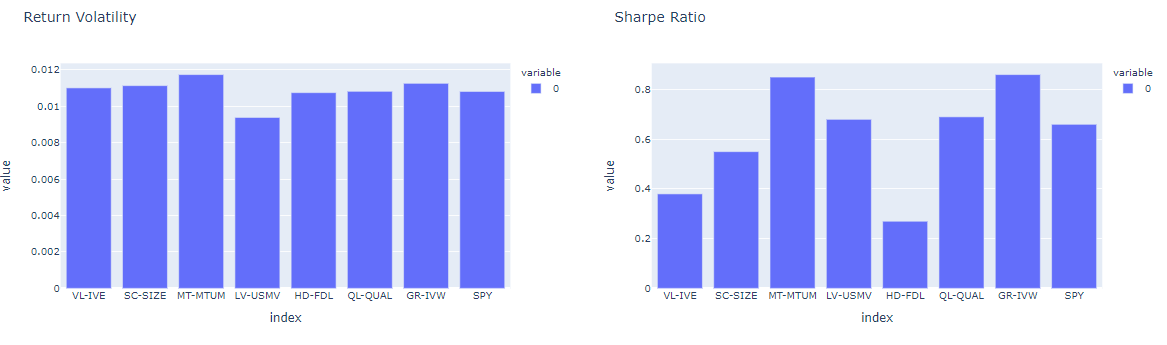 Return Volatility
value
0.012
0.01
0.008
0.006
0.004
0.002
0
VL-IVE SC-SIZE MT-MTUM LV-USMV HD-FDL QL-QUAL GR-IVW SPY
index
variable
0
Sharpe Ratio
value
0.8
0.6
0.4
0.2
0
VL-IVE SC-SIZE MT-MTUM LV-USMV HD-FDL QL-QUAL GR-IVW SPY
index
variable
0